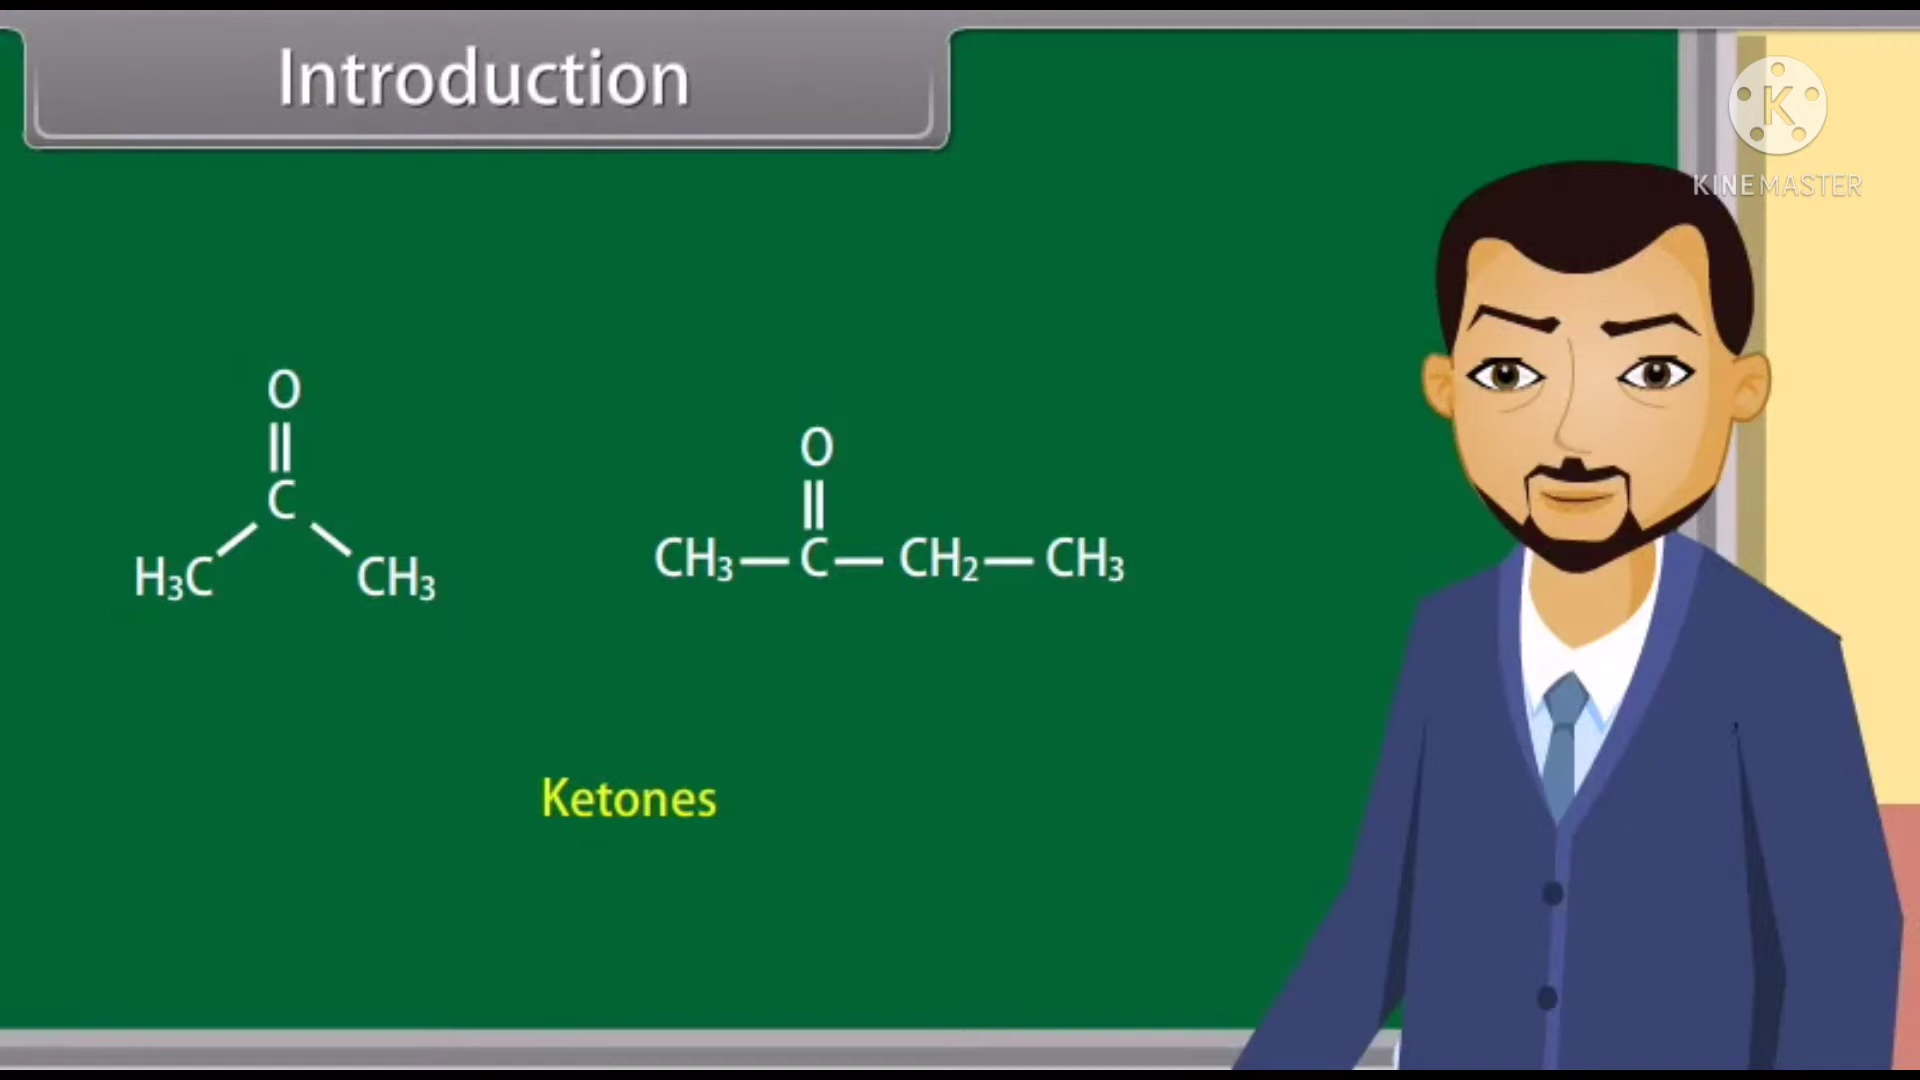 Introduction
K
KINEMASTER
O
||
C
H₃C CH₃
O
||
CH₃—C—CH₂—CH₃
Ketones